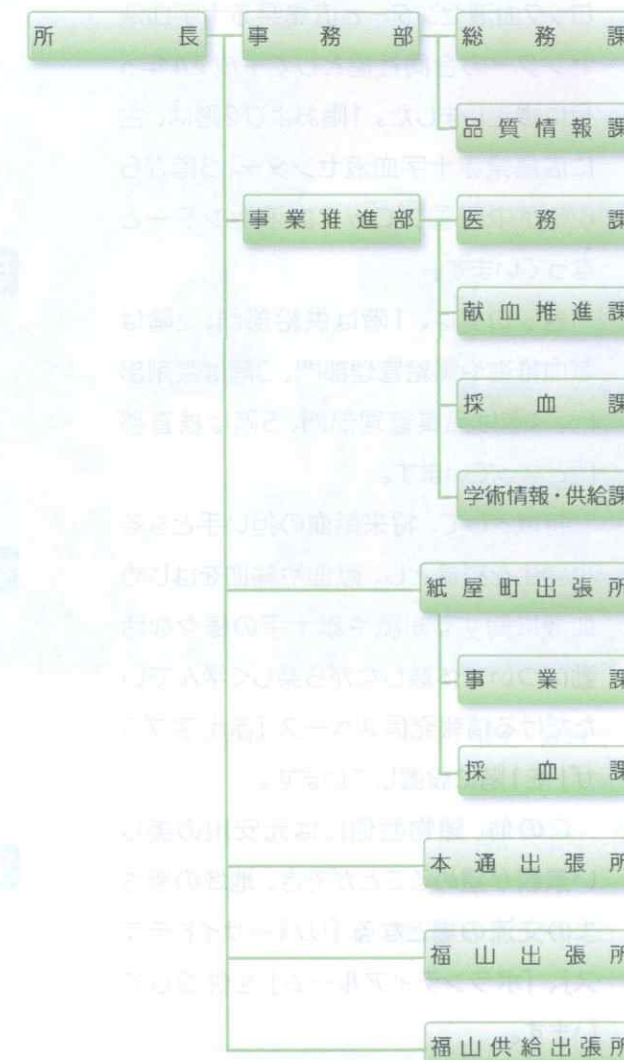 所長
事務部
総務課
品質情報課
事業推進部
医務課
献血推進課
採血課
学術情報・供給課
紙屋町出張所
事業課
採血課
本通出張所
福山出張所
福山供給出張所